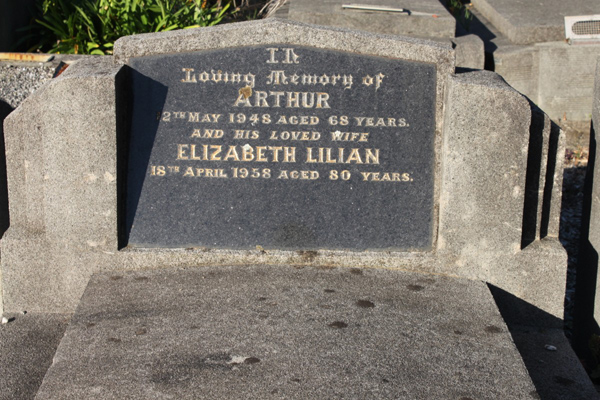 In
Loving Memory of
ARTHUR
2TH MAY 1948 AGED 68 YEARS.
AND HIS LOVED WIFE
ELIZABETH LILIAN
18TH APRIL 1958 AGED 80 YEARS.